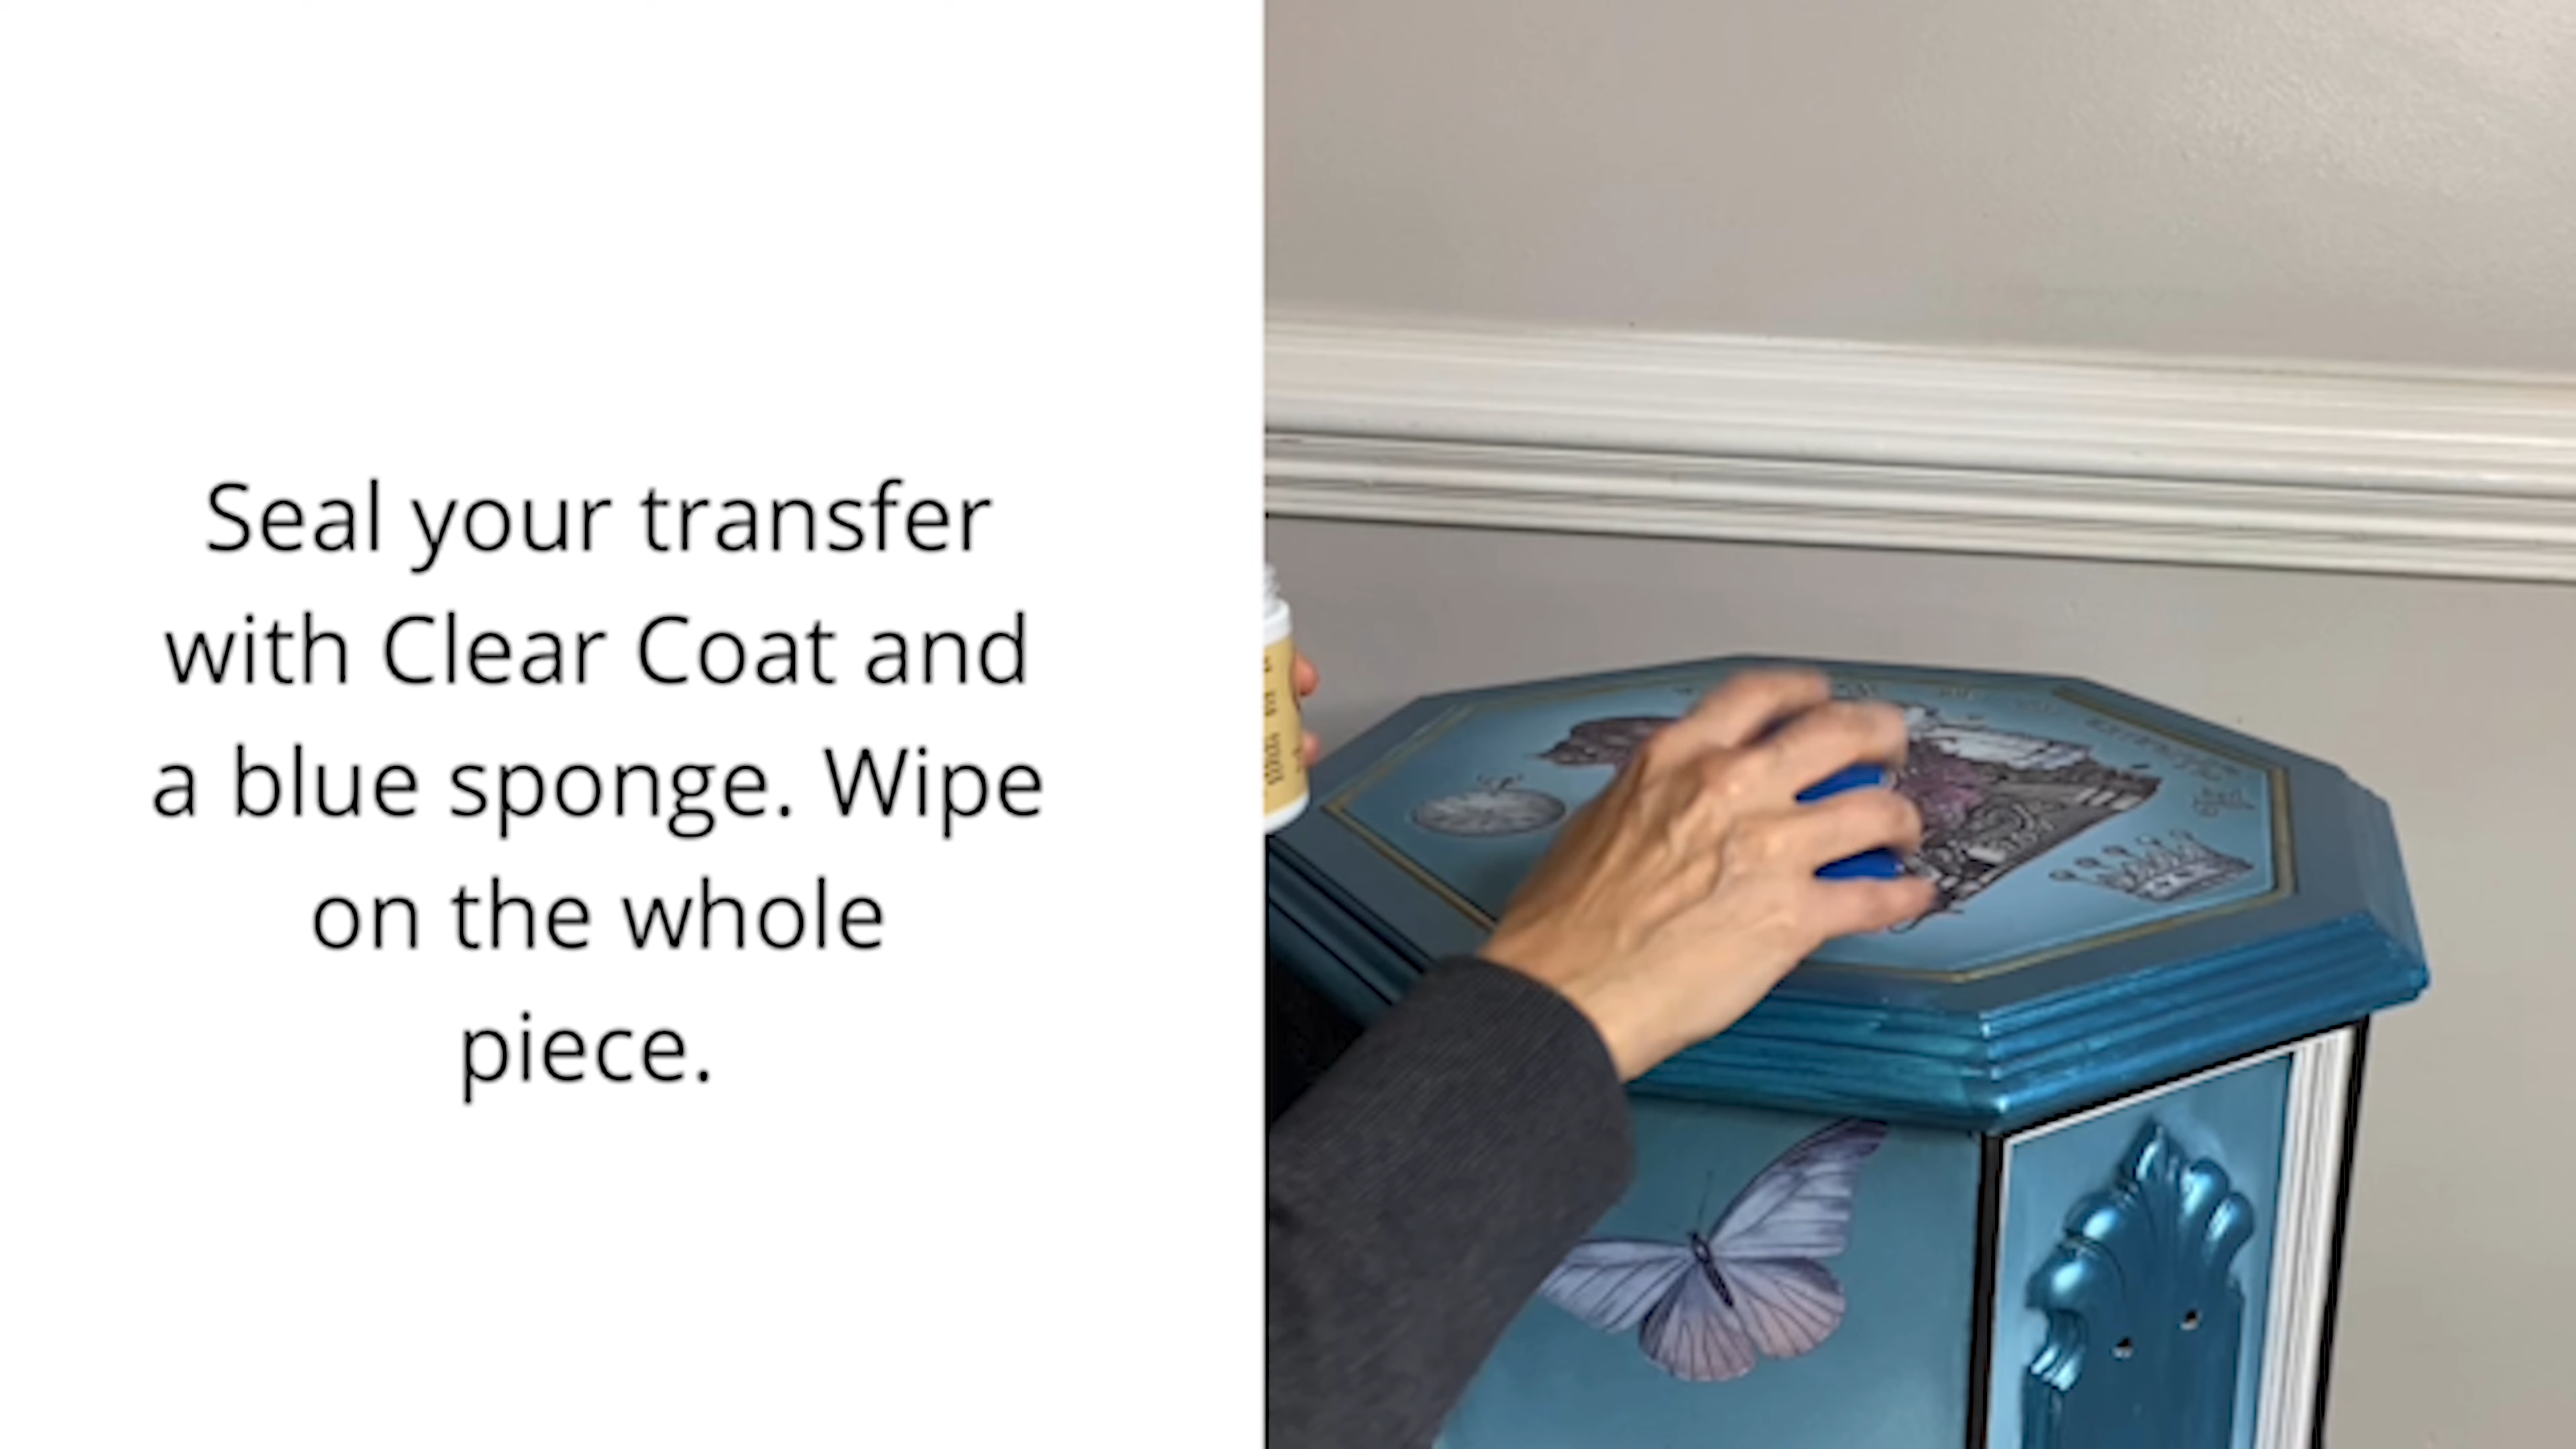 Seal your transfer
with Clear Coat and
a blue sponge. Wipe
on the whole
piece.